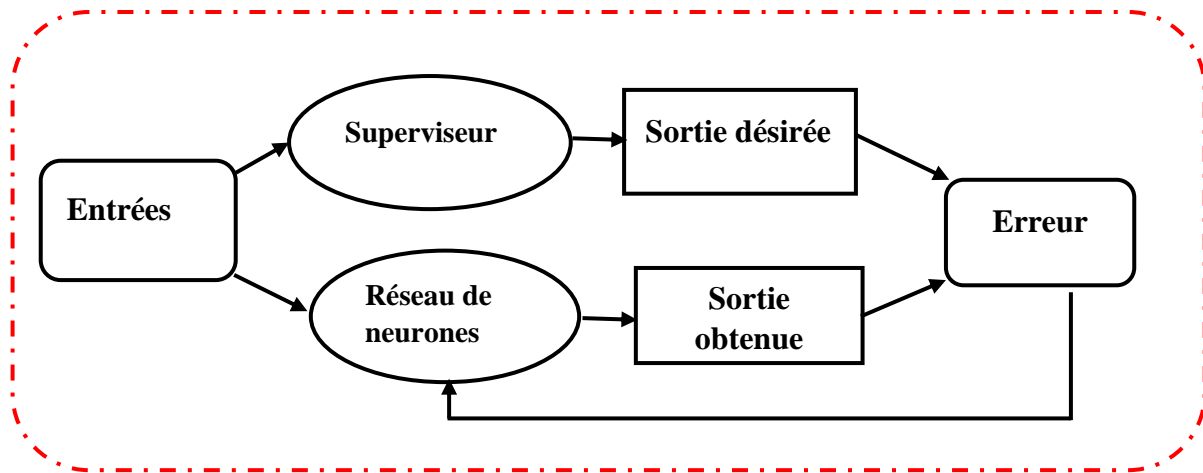 Superviseur
Sortie désirée
Entrées
Erreur
Réseau de
neurones
Sortie
obtenue